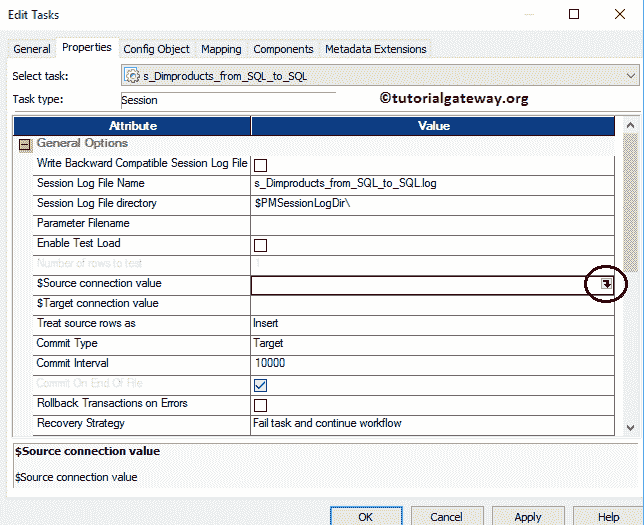 Edit Tasks
General Properties Config Object Mapping Components Metadata Extensions
Select task: s_Dimproducts_from_SQL_to_SQL
Task type: Session ©tutorialgateway.org
Attribute Value
General Options
Write Backward Compatible Session Log File
Session Log File Name s_Dimproducts_from_SQL_to_SQL.log
Session Log File directory $PMSessionLogDir\
Parameter Filename
Enable Test Load
Number of rows to test 1
$Source connection value
$Target connection value
Treat source rows as Insert
Commit Type Target
Commit Interval 10000
Commit On End Of File
Rollback Transactions on Errors
Recovery Strategy Fail task and continue workflow
$Source connection value
$Source connection value
OK Cancel Apply Help